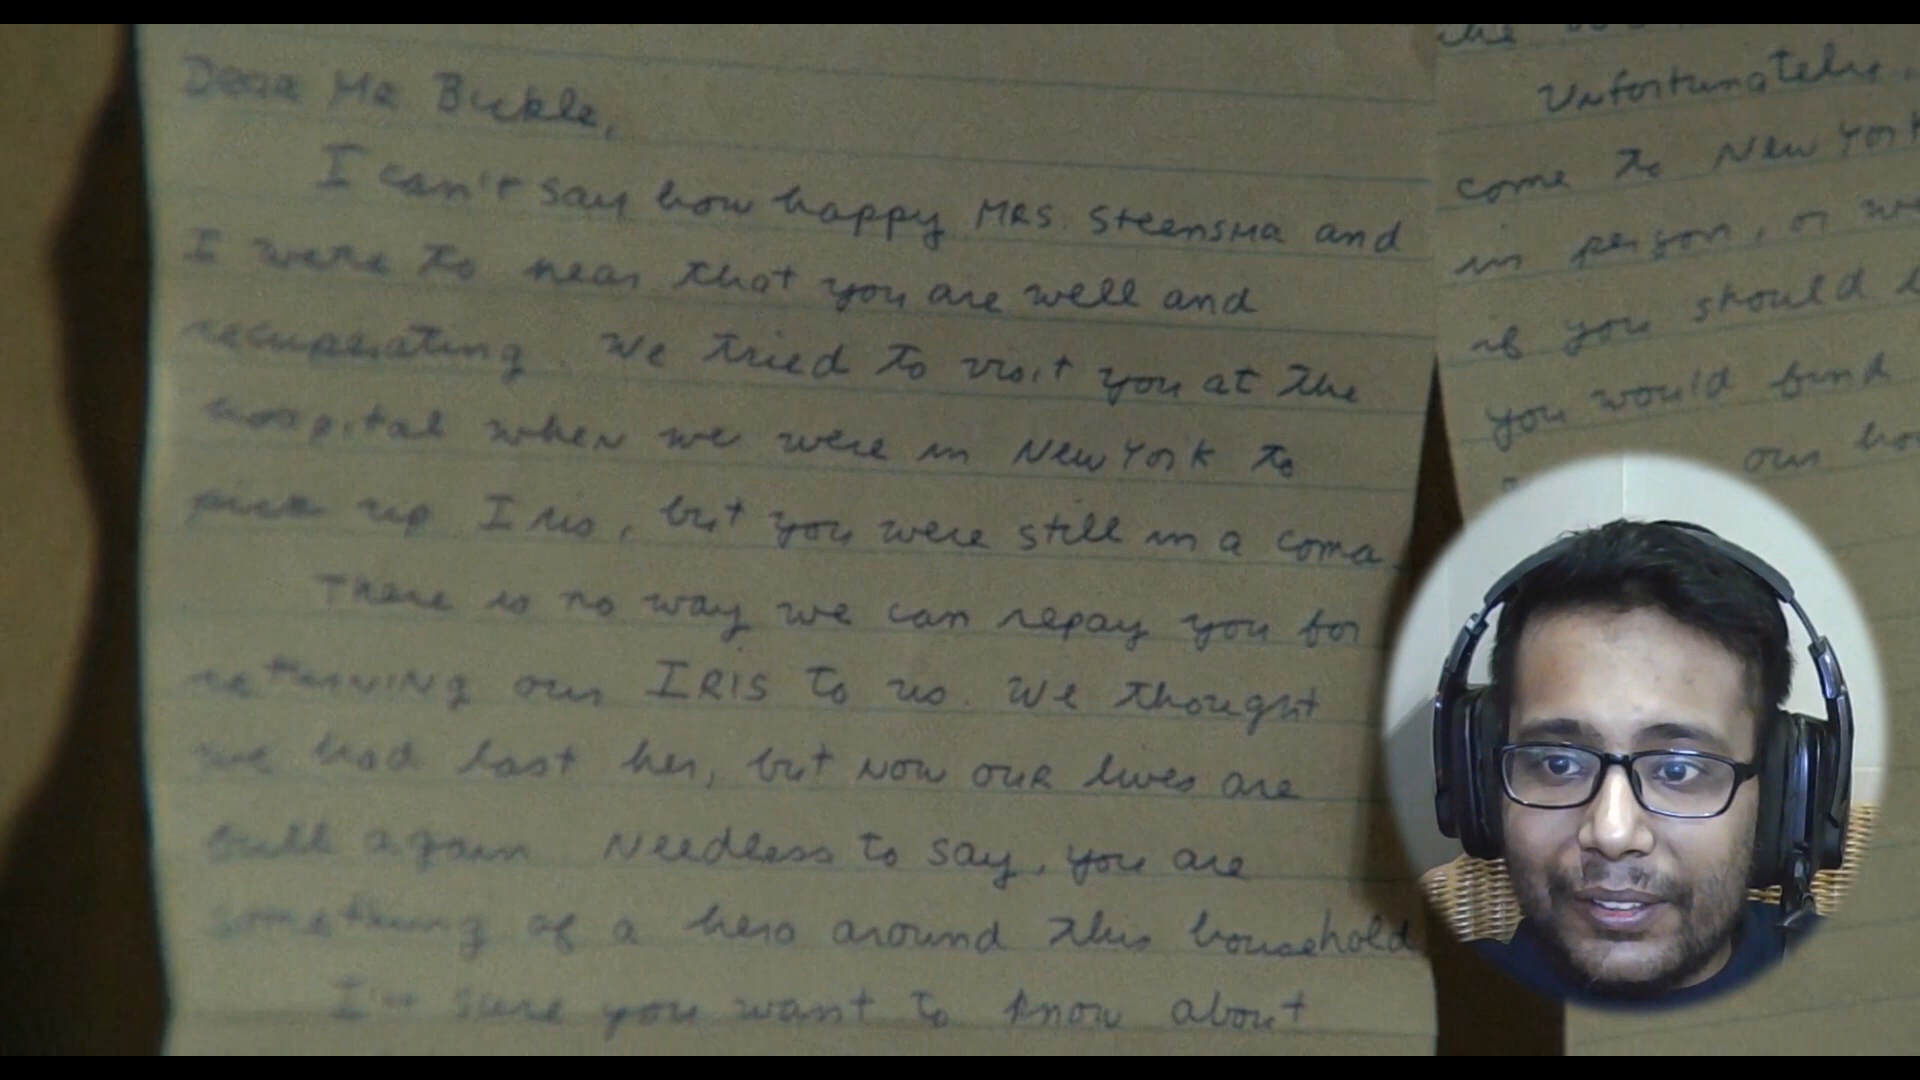 Dear Mr Bickle,
I can't say how happy MRS. Steensma and
I were to hear that you are well and
recuperating We tried to visit you at the
hospital when we were in New York to
pick up Iris, but you were still in a coma
There is no way we can repay you for
returning our IRIS to us. We thought
we had lost her, but now our lives are
full again Needless to say, you are
something of a hero around this household
I'm sure you want to know about
the
Unfortunately,
come to New York
in person, or we
if you should
you would find
our